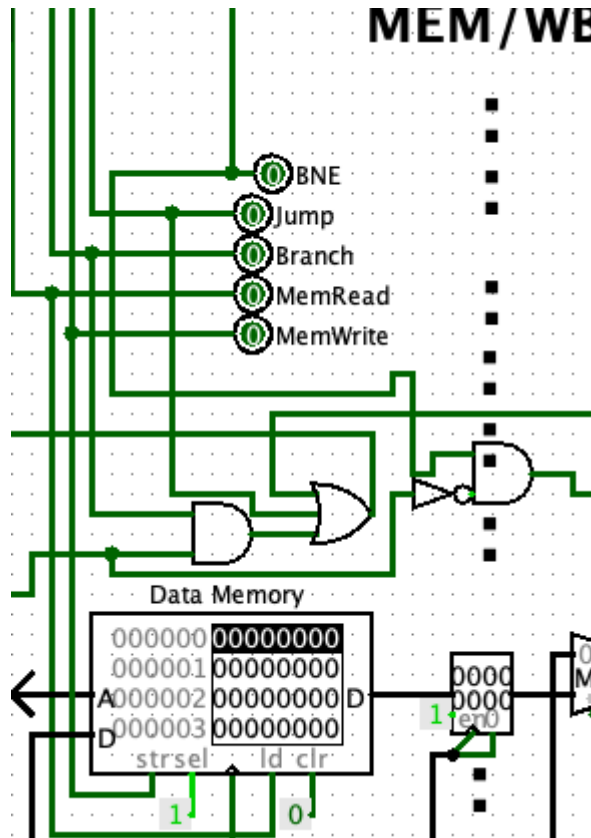 MEM/WB
0 BNE
0 Jump
0 Branch
0 MemRead
0 MemWrite
Data Memory
000000 00000000
000001 00000000
A 000002 00000000 D
D 000003 00000000
str sel ld clr
1
0
0000
0000
1 en 0
0
M